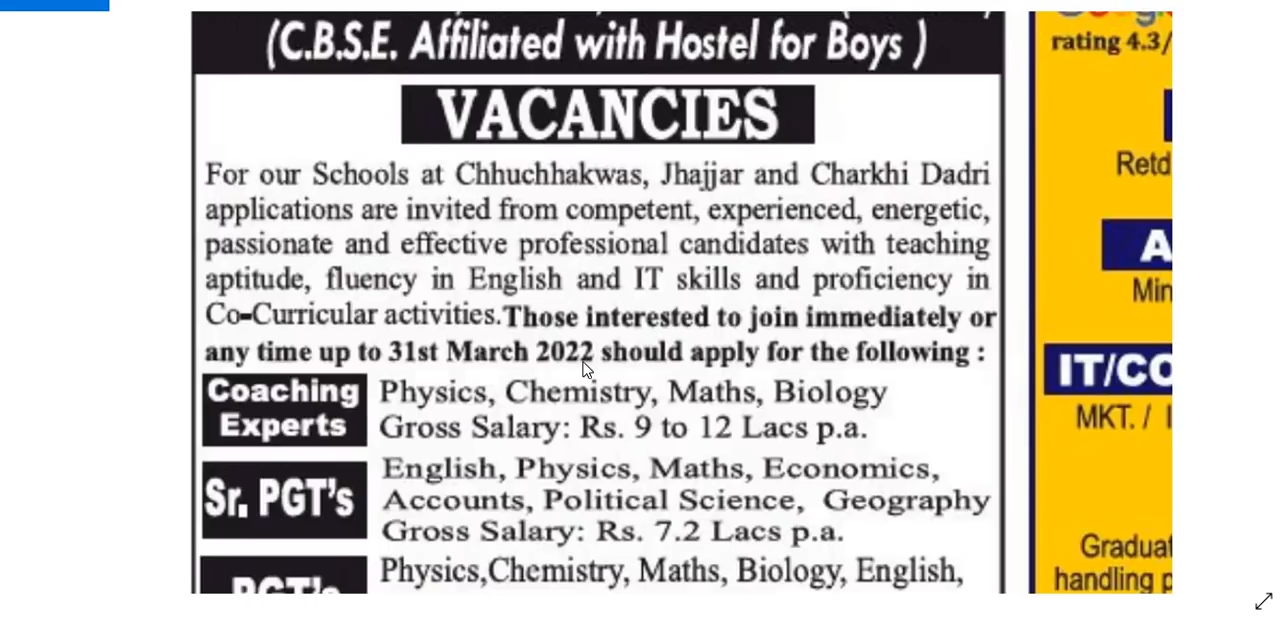 (C.B.S.E. Affiliated with Hostel for Boys )
VACANCIES
For our Schools at Chhuchhakwas, Jhajjar and Charkhi Dadri
applications are invited from competent, experienced, energetic,
passionate and effective professional candidates with teaching
aptitude, fluency in English and IT skills and proficiency in
Co-Curricular activities.Those interested to join immediately or
any time up to 31st March 2022 should apply for the following :
Coaching Experts
Physics, Chemistry, Maths, Biology
Gross Salary: Rs. 9 to 12 Lacs p.a.
Sr. PGT's
English, Physics, Maths, Economics,
Accounts, Political Science, Geography
Gross Salary: Rs. 7.2 Lacs p.a.
PGT's
Physics,Chemistry, Maths, Biology, English,
rating 4.3/
Retd
A
Min
IT/CO
MKT. / I
Graduat
handling p